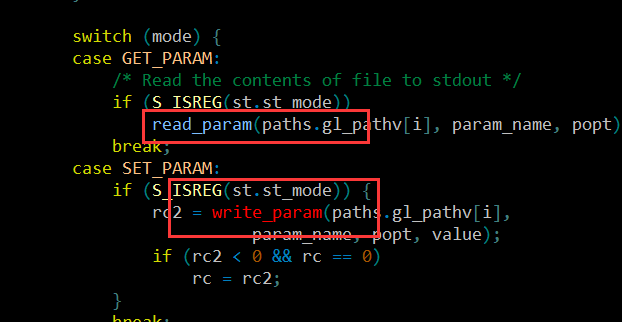 switch (mode) {
case GET_PARAM:
/* Read the contents of file to stdout */
if (S_ISREG(st.st_mode))
read_param(paths.gl_pathv[i], param_name, popt)
break;
case SET_PARAM:
if (S_ISREG(st.st_mode)) {
rc2 = write_param(paths.gl_pathv[i],
param_name, popt, value);
if (rc2 < 0 && rc == 0)
rc = rc2;
}
break;